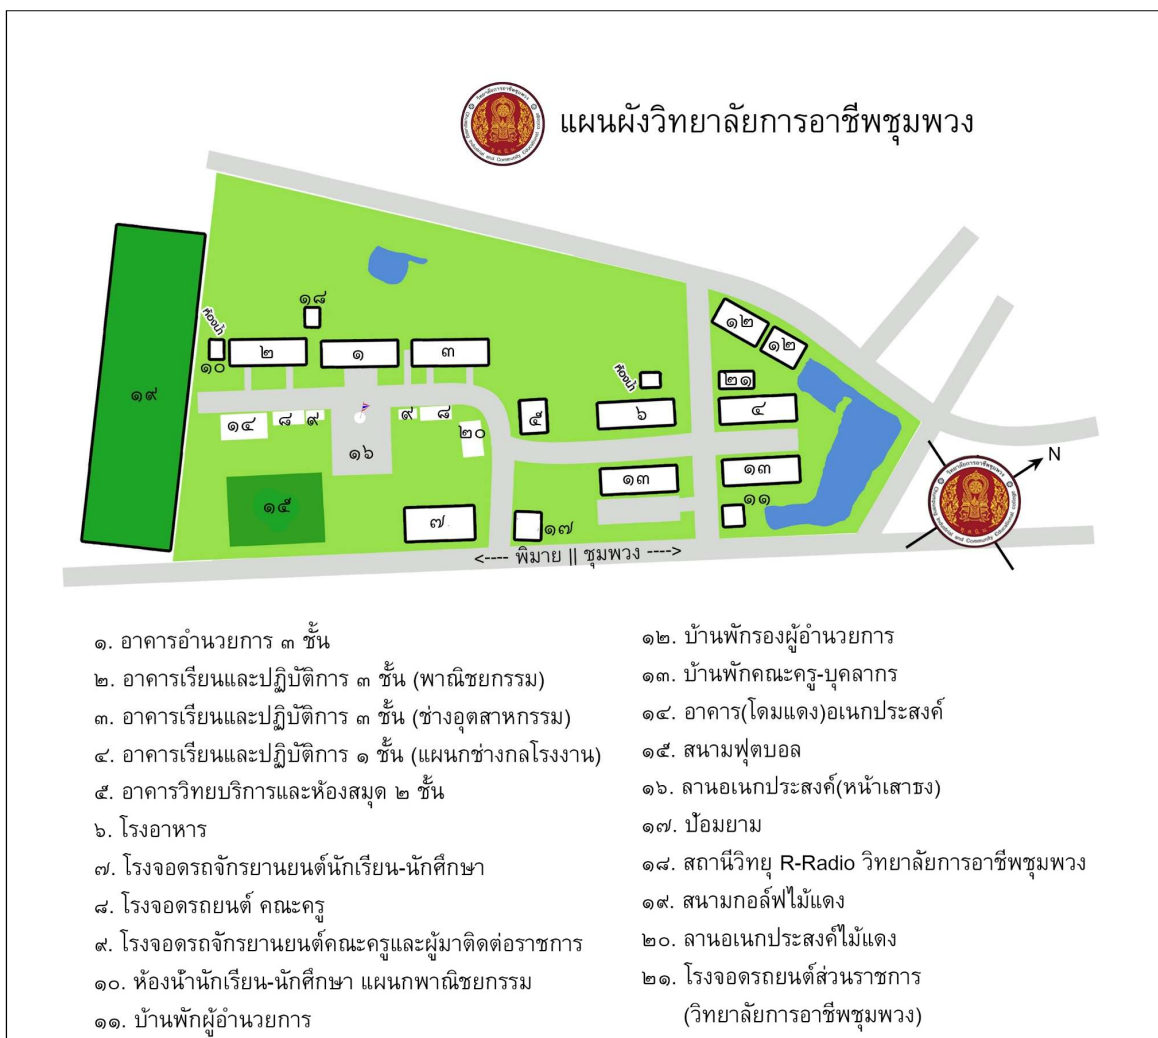 แผนผังวิทยาลัยการอาชีพชุมพวง
๑๘
ห้องน้ำ
๑๒
๑๒
๒
๑
๓
๑๐
ห้องน้ำ
๒๑
๑๙
๑๔
๘
๙
๙
๘
๕
๖
๔
๒๐
๑๖
๑๓
๑๓
N
๑๕
๗
๑๗
๑๑
<---- พิมาย || ชุมพวง ---->
๑. อาคารอำนวยการ ๓ ชั้น
๒. อาคารเรียนและปฏิบัติการ ๓ ชั้น (พาณิชยกรรม)
๓. อาคารเรียนและปฏิบัติการ ๓ ชั้น (ช่างอุตสาหกรรม)
๔. อาคารเรียนและปฏิบัติการ ๑ ชั้น (แผนกช่างกลโรงงาน)
๕. อาคารวิทยบริการและห้องสมุด ๒ ชั้น
๖. โรงอาหาร
๗. โรงจอดรถจักรยานยนต์นักเรียน-นักศึกษา
๘. โรงจอดรถยนต์ คณะครู
๙. โรงจอดรถจักรยานยนต์คณะครูและผู้มาติดต่อราชการ
๑๐. ห้องน้ำนักเรียน-นักศึกษา แผนกพาณิชยกรรม
๑๑. บ้านพักผู้อำนวยการ
๑๒. บ้านพักรองผู้อำนวยการ
๑๓. บ้านพักคณะครู-บุคลากร
๑๔. อาคาร(โดมแดง)อเนกประสงค์
๑๕. สนามฟุตบอล
๑๖. ลานอเนกประสงค์(หน้าเสาธง)
๑๗. ป้อมยาม
๑๘. สถานีวิทยุ R-Radio วิทยาลัยการอาชีพชุมพวง
๑๙. สนามกอล์ฟไม้แดง
๒๐. ลานอเนกประสงค์ไม้แดง
๒๑. โรงจอดรถยนต์ส่วนราชการ
(วิทยาลัยการอาชีพชุมพวง)